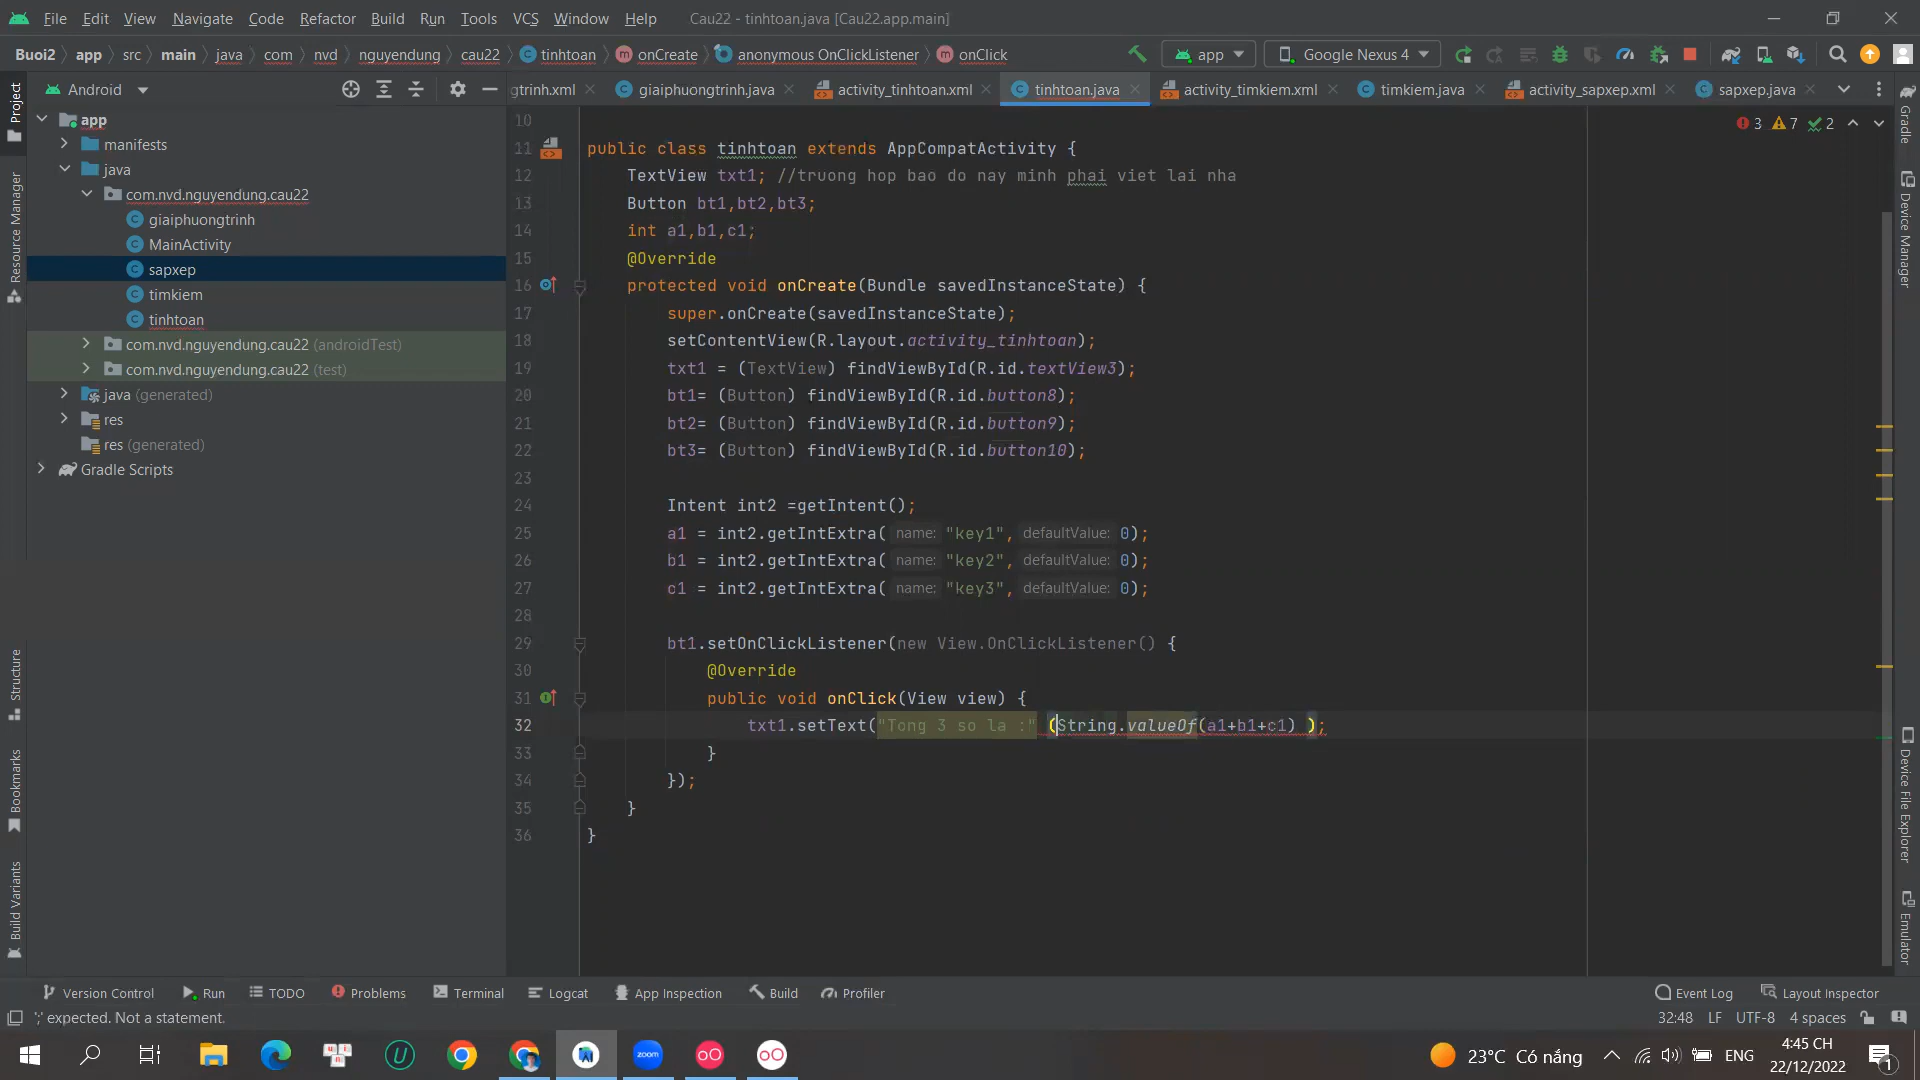 File Edit View Navigate Code Refactor Build Run Tools VCS Window Help Cau22 - tinhtoan.java [Cau22.app.main]
Buoi2 app src main java com nvd nguyendung cau22 tinhtoan onCreate anonymous OnClickListener onClick app Google Nexus 4
Android gtrinh.xml giaiphuongtrinh.java activity_tinhtoan.xml tinhtoan.java activity_timkiem.xml timkiem.java activity_sapxep.xml sapxep.java
Project
Resource Manager
Structure
Bookmarks
Build Variants
app
manifests
java
com.nvd.nguyendung.cau22
giaiphuongtrinh
MainActivity
sapxep
timkiem
tinhtoan
com.nvd.nguyendung.cau22 (androidTest)
com.nvd.nguyendung.cau22 (test)
java (generated)
res
res (generated)
Gradle Scripts
3 7 2
10
11 public class tinhtoan extends AppCompatActivity {
12 TextView txt1; //truong hop bao do nay minh phai viet lai nha
13 Button bt1,bt2,bt3;
14 int a1,b1,c1;
15 @Override
16 protected void onCreate(Bundle savedInstanceState) {
17 super.onCreate(savedInstanceState);
18 setContentView(R.layout.activity_tinhtoan);
19 txt1 = (TextView) findViewById(R.id.textView3);
20 bt1= (Button) findViewById(R.id.button8);
21 bt2= (Button) findViewById(R.id.button9);
22 bt3= (Button) findViewById(R.id.button10);
23
24 Intent int2 =getIntent();
25 a1 = int2.getIntExtra( name: "key1", defaultValue: 0);
26 b1 = int2.getIntExtra( name: "key2", defaultValue: 0);
27 c1 = int2.getIntExtra( name: "key3", defaultValue: 0);
28
29 bt1.setOnClickListener(new View.OnClickListener() {
30 @Override
31 public void onClick(View view) {
32 txt1.setText("Tong 3 so la :" (String.valueOf(a1+b1+c1) );
33 }
34 });
35 }
36 }
Gradle
Device Manager
Device File Explorer
Emulator
Version Control Run TODO Problems Terminal Logcat App Inspection Build Profiler Event Log Layout Inspector
';' expected. Not a statement. 32:48 LF UTF-8 4 spaces
zoom 23°C Có nắng ENG 4:45 CH
22/12/2022
1